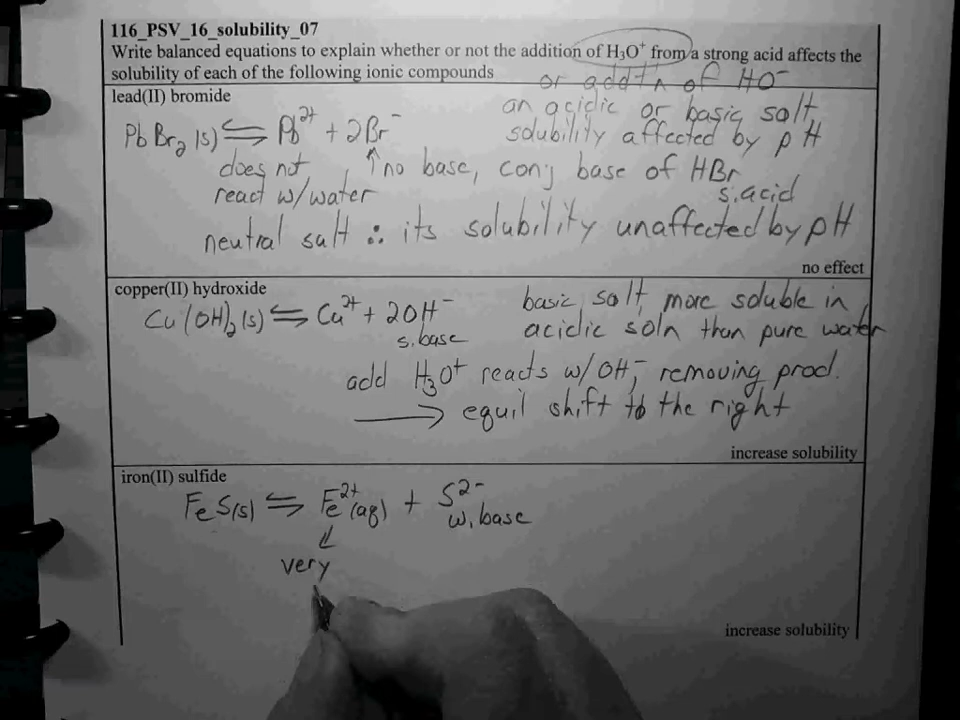 116_PSV_16_solubility_07
Write balanced equations to explain whether or not the addition of H₃O⁺ from a strong acid affects the
solubility of each of the following ionic compounds
or addtn of HO⁻
lead(II) bromide
an acidic or basic salt,
PbBr₂(s) ⇌ Pb²⁺ + 2Br⁻
solubility affected by pH
does not
react w/water
↑ no base, conj base of HBr
s.acid
neutral salt ∴ its solubility unaffected by pH
no effect
copper(II) hydroxide
Cu(OH)₂(s) ⇌ Cu²⁺ + 2OH⁻
s.base
basic salt, more soluble in
acidic soln than pure water
add H₃O⁺ reacts w/OH⁻, removing prod.
⟶ equil shift to the right
increase solubility
iron(II) sulfide
FeS(s) ⇌ Fe²⁺(aq) + S²⁻
w.base
⇓
very
increase solubility